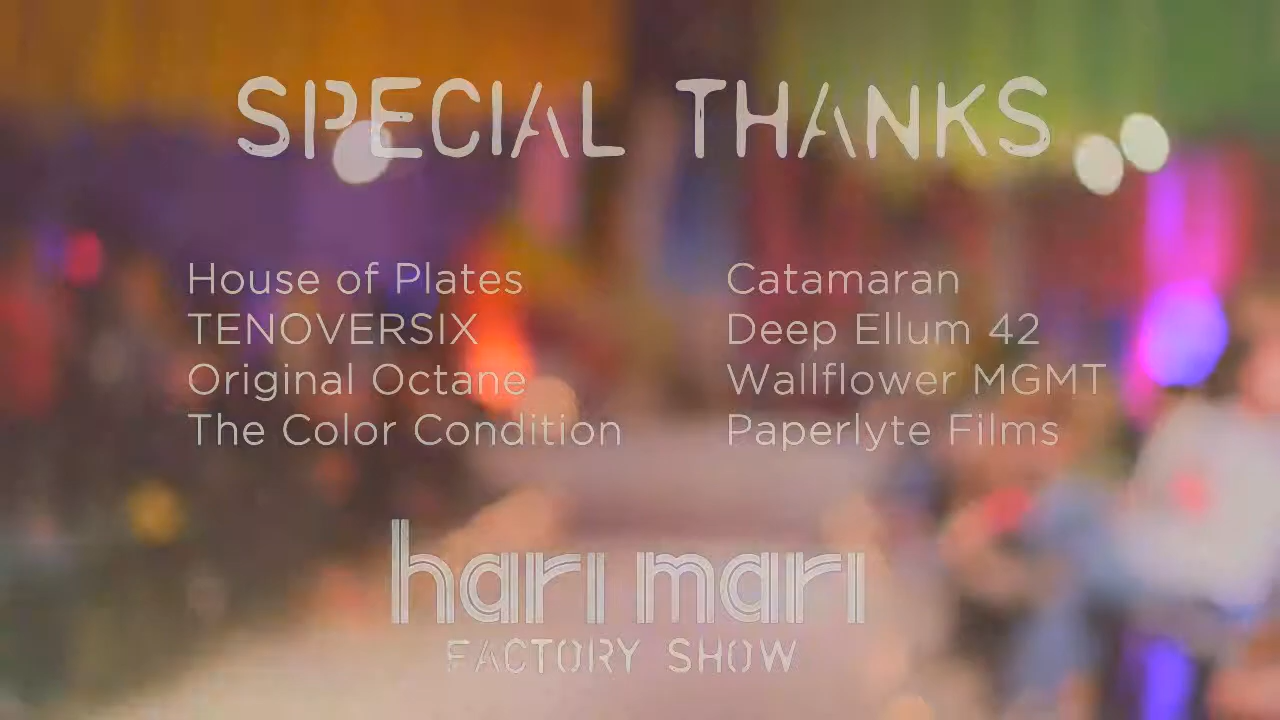 SPECIAL THANKS
House of Plates
TENOVERSIX
Original Octane
The Color Condition
Catamaran
Deep Ellum 42
Wallflower MGMT
Paperlyte Films
hari mari
FACTORY SHOW